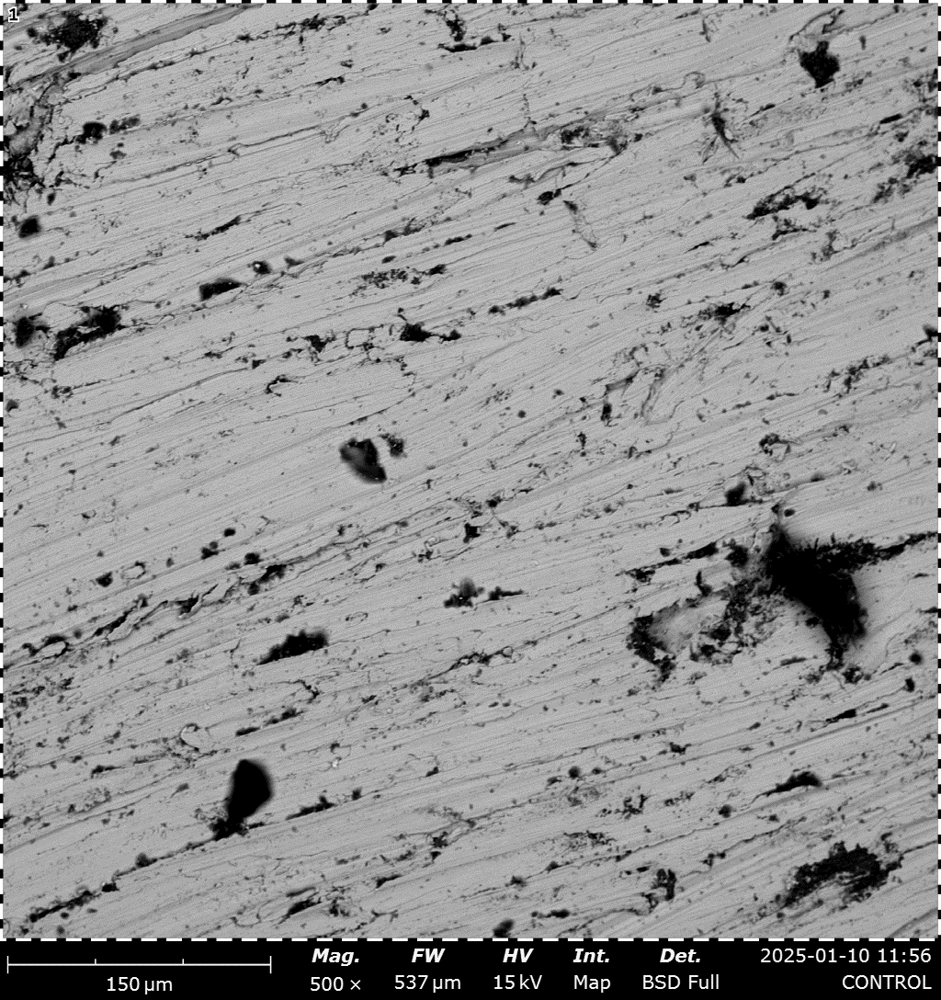 1
Mag. FW HV Int. Det. 2025-01-10 11:56
150 µm 500 × 537 µm 15 kV Map BSD Full CONTROL